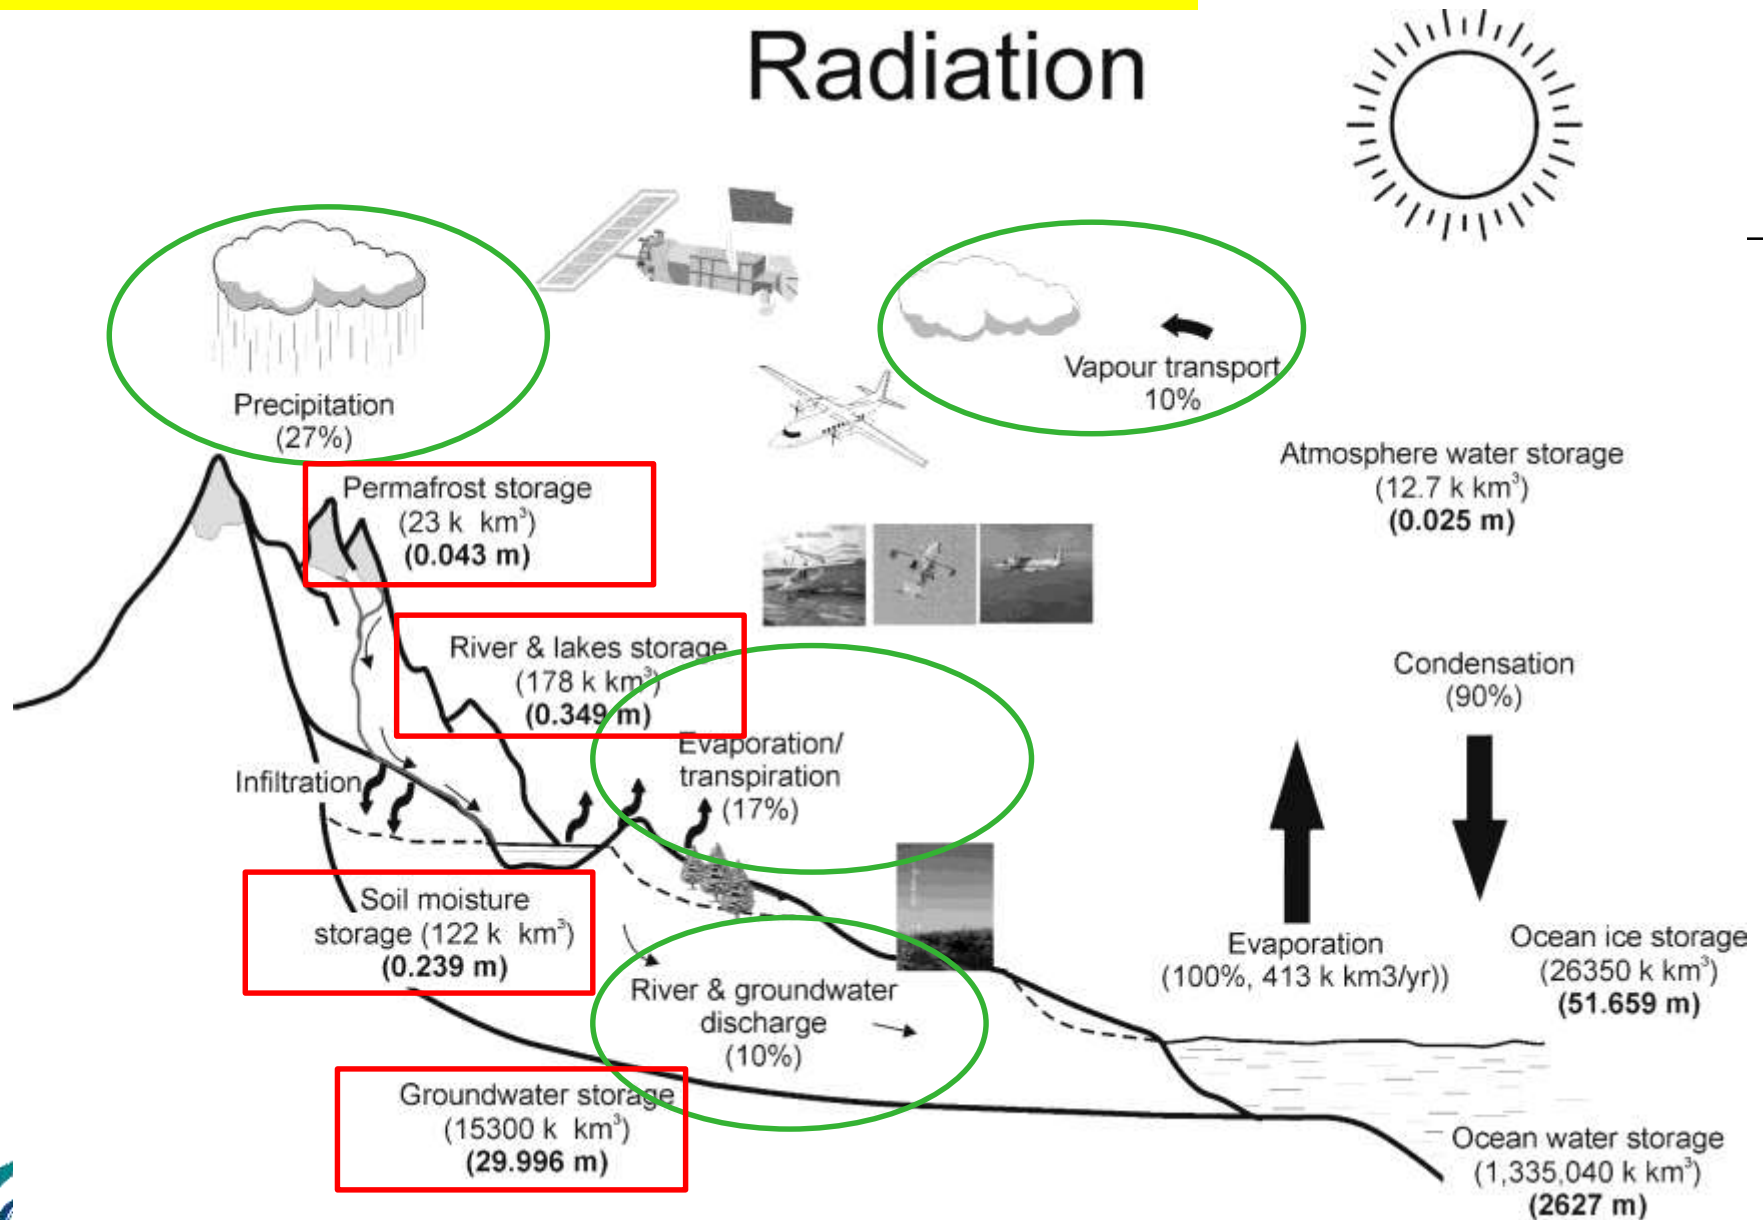 Radiation
Precipitation
(27%)
Vapour transport
10%
Atmosphere water storage
(12.7 k km³)
(0.025 m)
Permafrost storage
(23 k km³)
(0.043 m)
River & lakes storage
(178 k km³)
(0.349 m)
Condensation
(90%)
Evaporation/
transpiration
(17%)
Infiltration
Soil moisture
storage (122 k km³)
(0.239 m)
Evaporation
(100%, 413 k km3/yr))
Ocean ice storage
(26350 k km³)
(51.659 m)
River & groundwater
discharge
(10%)
Groundwater storage
(15300 k km³)
(29.996 m)
Ocean water storage
(1,335,040 k km³)
(2627 m)